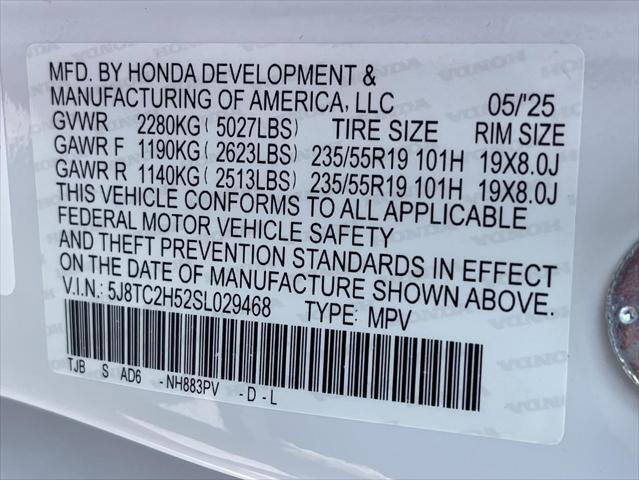 MFD. BY HONDA DEVELOPMENT &
MANUFACTURING OF AMERICA, LLC 05/'25
GVWR 2280KG ( 5027LBS) TIRE SIZE RIM SIZE
GAWR F 1190KG ( 2623LBS) 235/55R19 101H 19X8.0J
GAWR R 1140KG ( 2513LBS) 235/55R19 101H 19X8.0J
THIS VEHICLE CONFORMS TO ALL APPLICABLE
FEDERAL MOTOR VEHICLE SAFETY
AND THEFT PREVENTION STANDARDS IN EFFECT
ON THE DATE OF MANUFACTURE SHOWN ABOVE.
V.I.N.: 5J8TC2H52SL029468 TYPE: MPV
TJB S AD6 -NH883PV -D-L